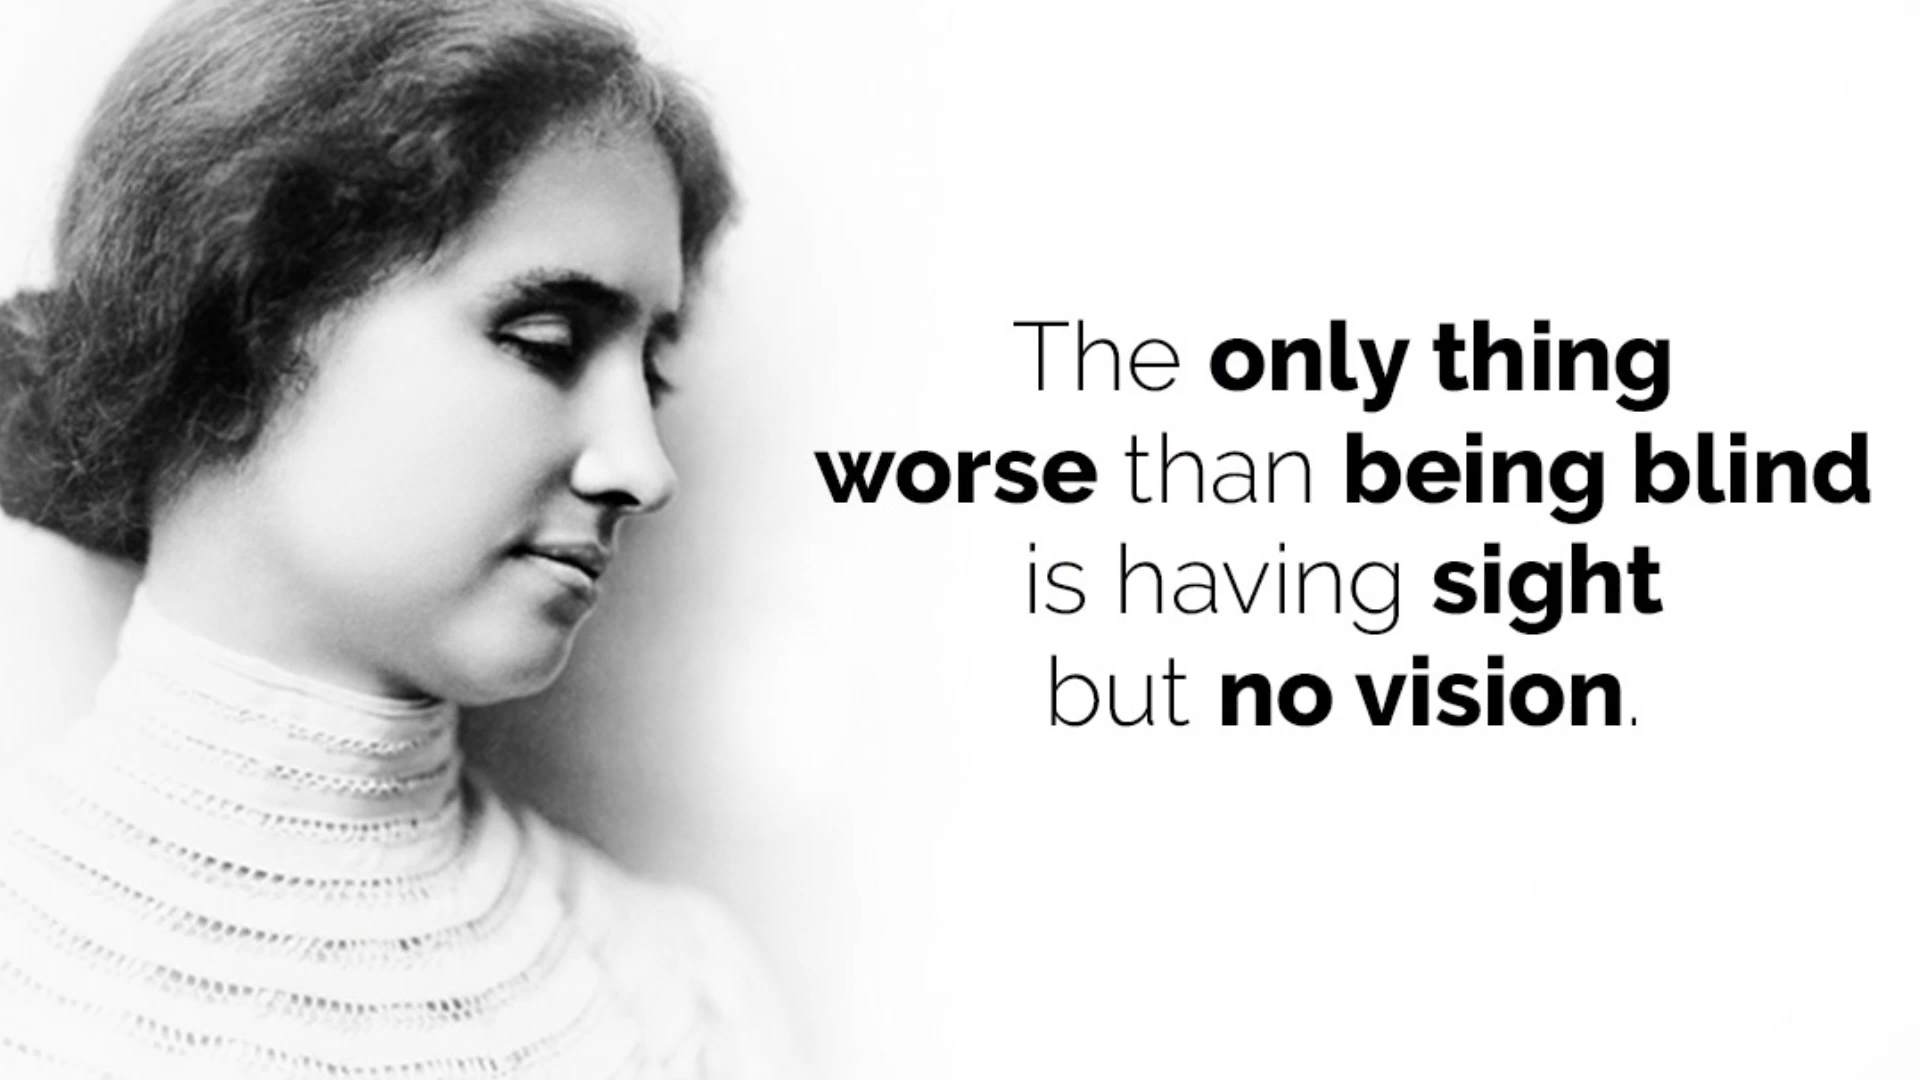 The only thing
worse than being blind
is having sight
but no vision.